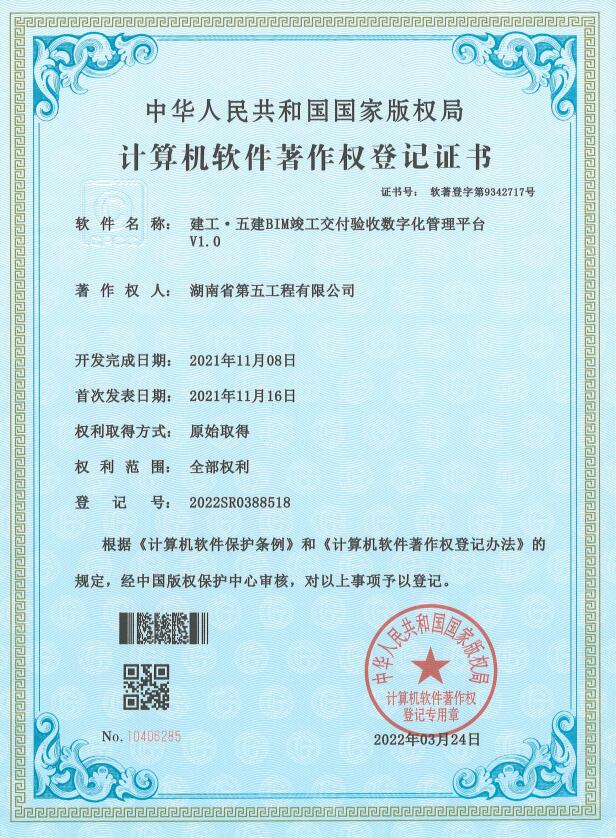 中华人民共和国国家版权局
计算机软件著作权登记证书
证书号： 软著登字第9342717号
软件名称： 建工·五建BIM竣工交付验收数字化管理平台
V1.0
著作权人： 湖南省第五工程有限公司
开发完成日期： 2021年11月08日
首次发表日期： 2021年11月16日
权利取得方式： 原始取得
权利范围： 全部权利
登记号： 2022SR0388518
根据《计算机软件保护条例》和《计算机软件著作权登记办法》的
规定，经中国版权保护中心审核，对以上事项予以登记。
中华人民共和国国家版权局
计算机软件著作权
登记专用章
No. 10406285
2022年03月24日